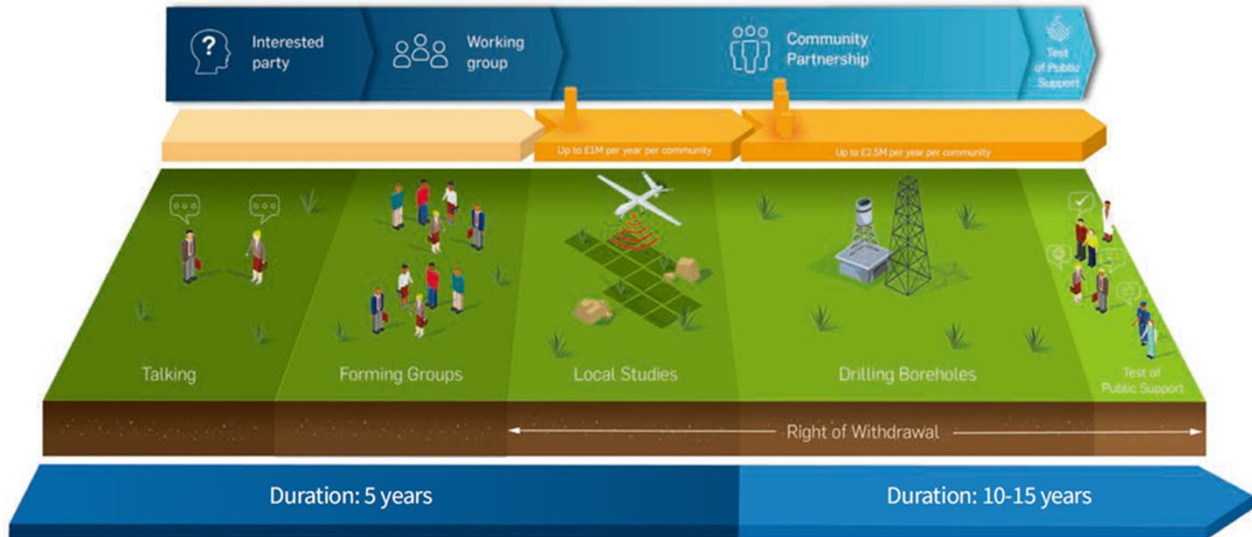 ?
Interested
party
Working
group
Community
Partnership
Test
of Public
Support
Up to £1M per year per community
Up to £2.5M per year per community
Talking
Forming Groups
Local Studies
Drilling Boreholes
Test of
Public Support
Right of Withdrawal
Duration: 5 years
Duration: 10-15 years